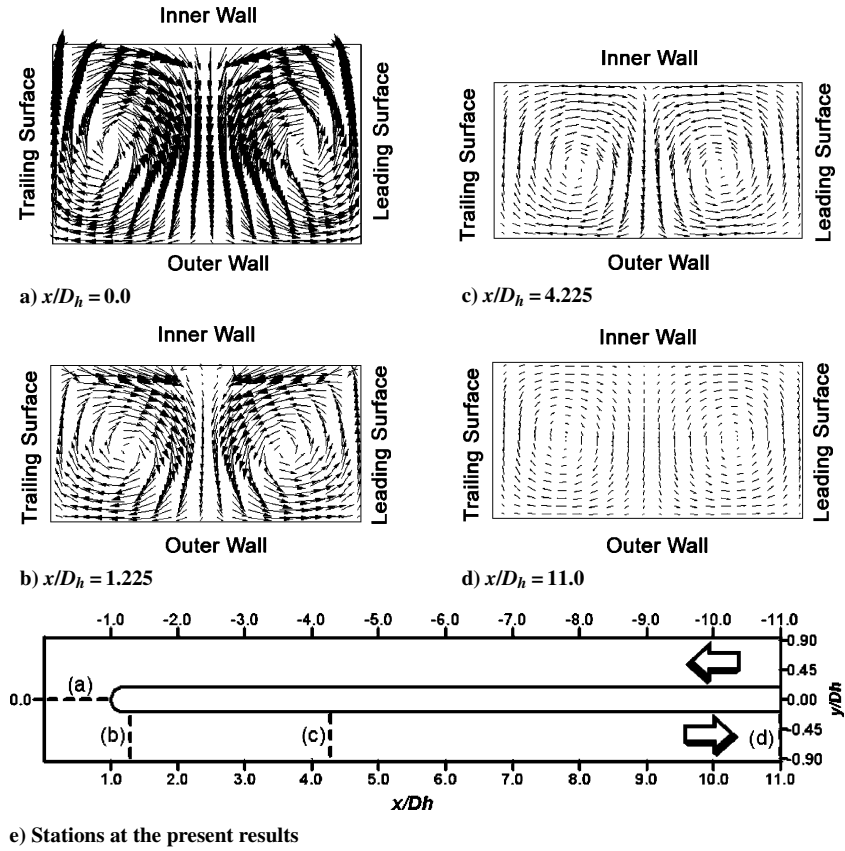 Inner Wall
Trailing Surface
Leading Surface
Outer Wall
a) x/Dh = 0.0
Inner Wall
Trailing Surface
Leading Surface
Outer Wall
c) x/Dh = 4.225
Inner Wall
Trailing Surface
Leading Surface
Outer Wall
b) x/Dh = 1.225
Inner Wall
Trailing Surface
Leading Surface
Outer Wall
d) x/Dh = 11.0
-1.0 -2.0 -3.0 -4.0 -5.0 -6.0 -7.0 -8.0 -9.0 -10.0 -11.0
0.90
0.45
(a)
0.0 0.00
-0.45
(b) (c) (d)
-0.90
y/Dh
1.0 2.0 3.0 4.0 5.0 6.0 7.0 8.0 9.0 10.0 11.0
x/Dh
e) Stations at the present results